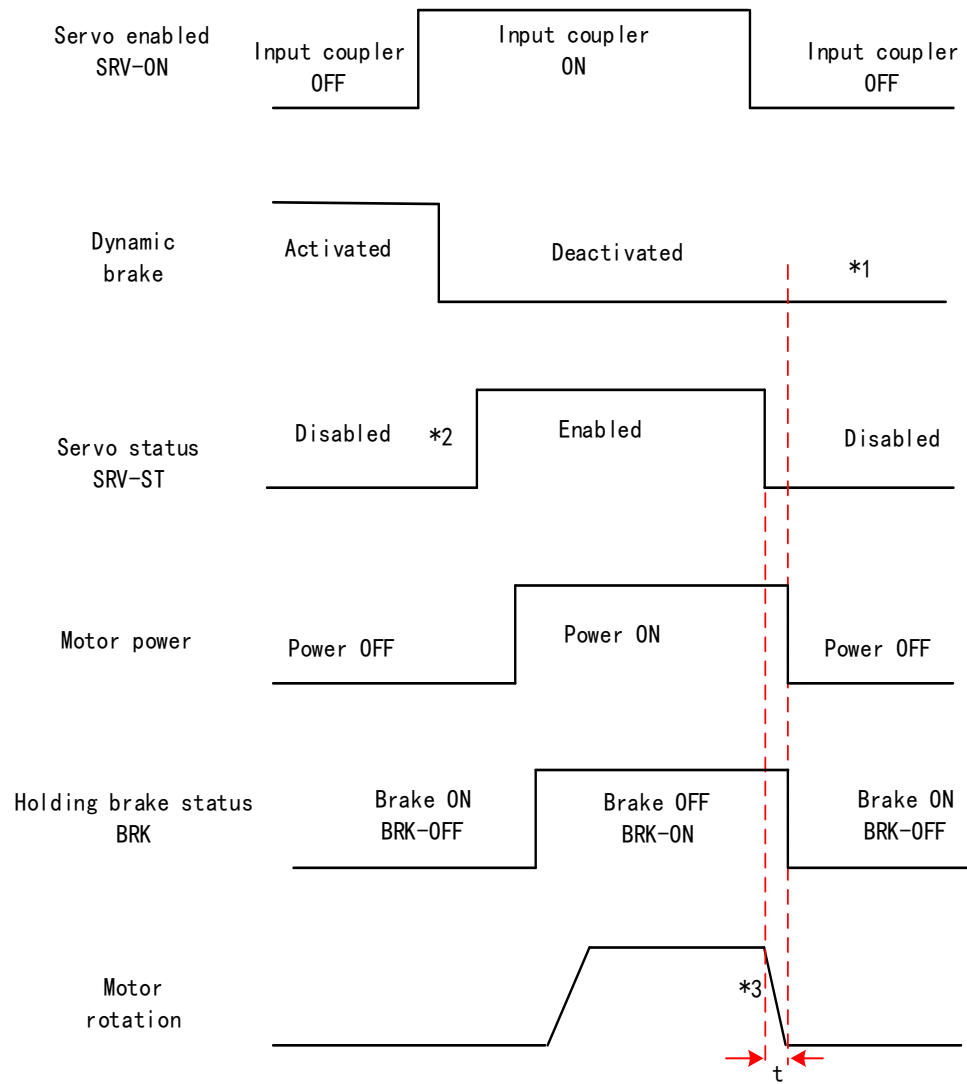 Servo enabled
SRV-ON
Input coupler
OFF
Input coupler
ON
Input coupler
OFF
Dynamic
brake
Activated
Deactivated
*1
Servo status
SRV-ST
Disabled
*2
Enabled
Disabled
Motor power
Power OFF
Power ON
Power OFF
Holding brake status
BRK
Brake ON
BRK-OFF
Brake OFF
BRK-ON
Brake ON
BRK-OFF
Motor
rotation
*3
t